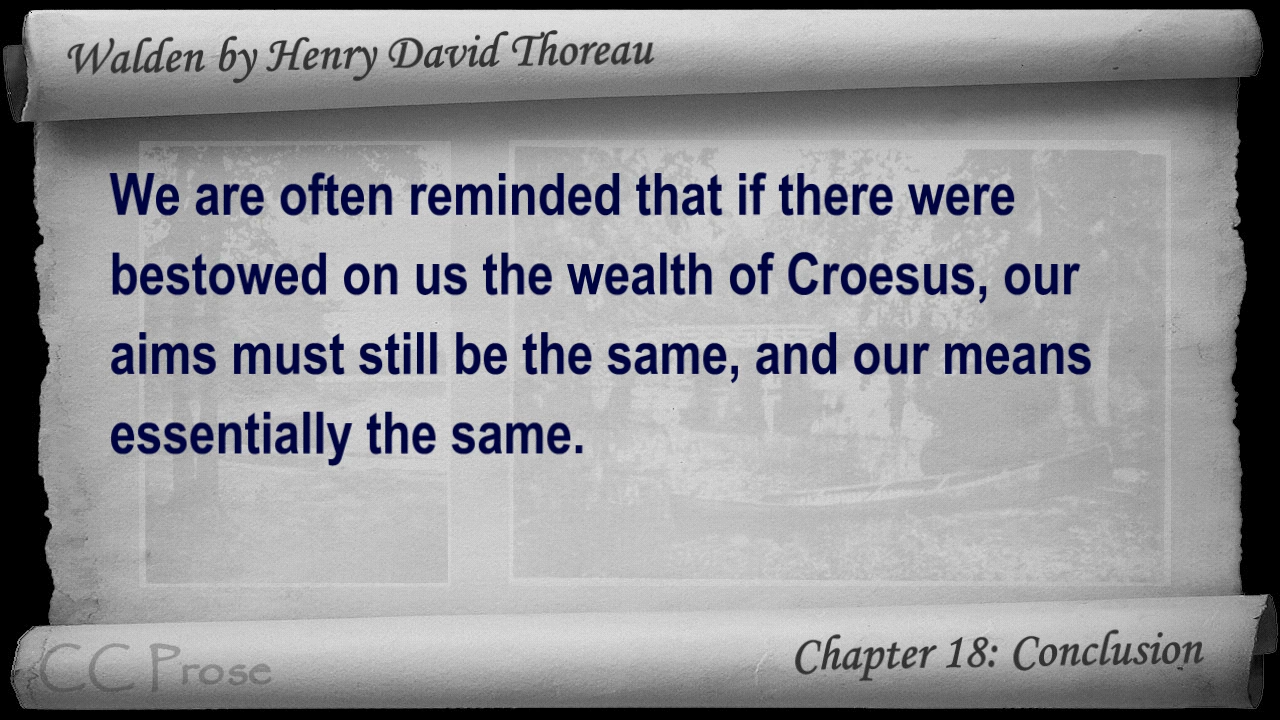 Walden by Henry David Thoreau
We are often reminded that if there were
bestowed on us the wealth of Croesus, our
aims must still be the same, and our means
essentially the same.
CC Prose
Chapter 18: Conclusion